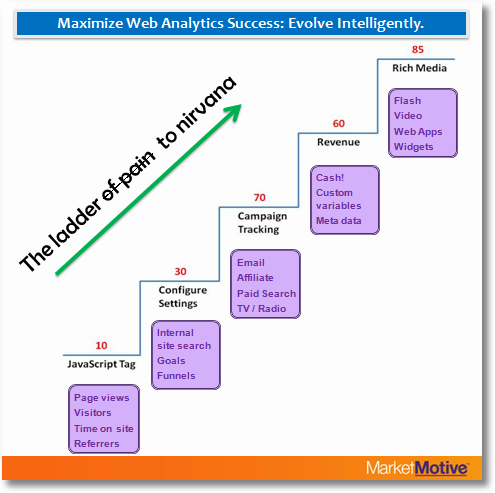 Maximize Web Analytics Success: Evolve Intelligently.
The ladder of pain to nirvana
85
Rich Media
Flash
Video
Web Apps
Widgets
60
Revenue
Cash!
Custom
variables
Meta data
70
Campaign
Tracking
Email
Affiliate
Paid Search
TV / Radio
30
Configure
Settings
Internal
site search
Goals
Funnels
10
JavaScript Tag
Page views
Visitors
Time on site
Referrers
MarketMotive